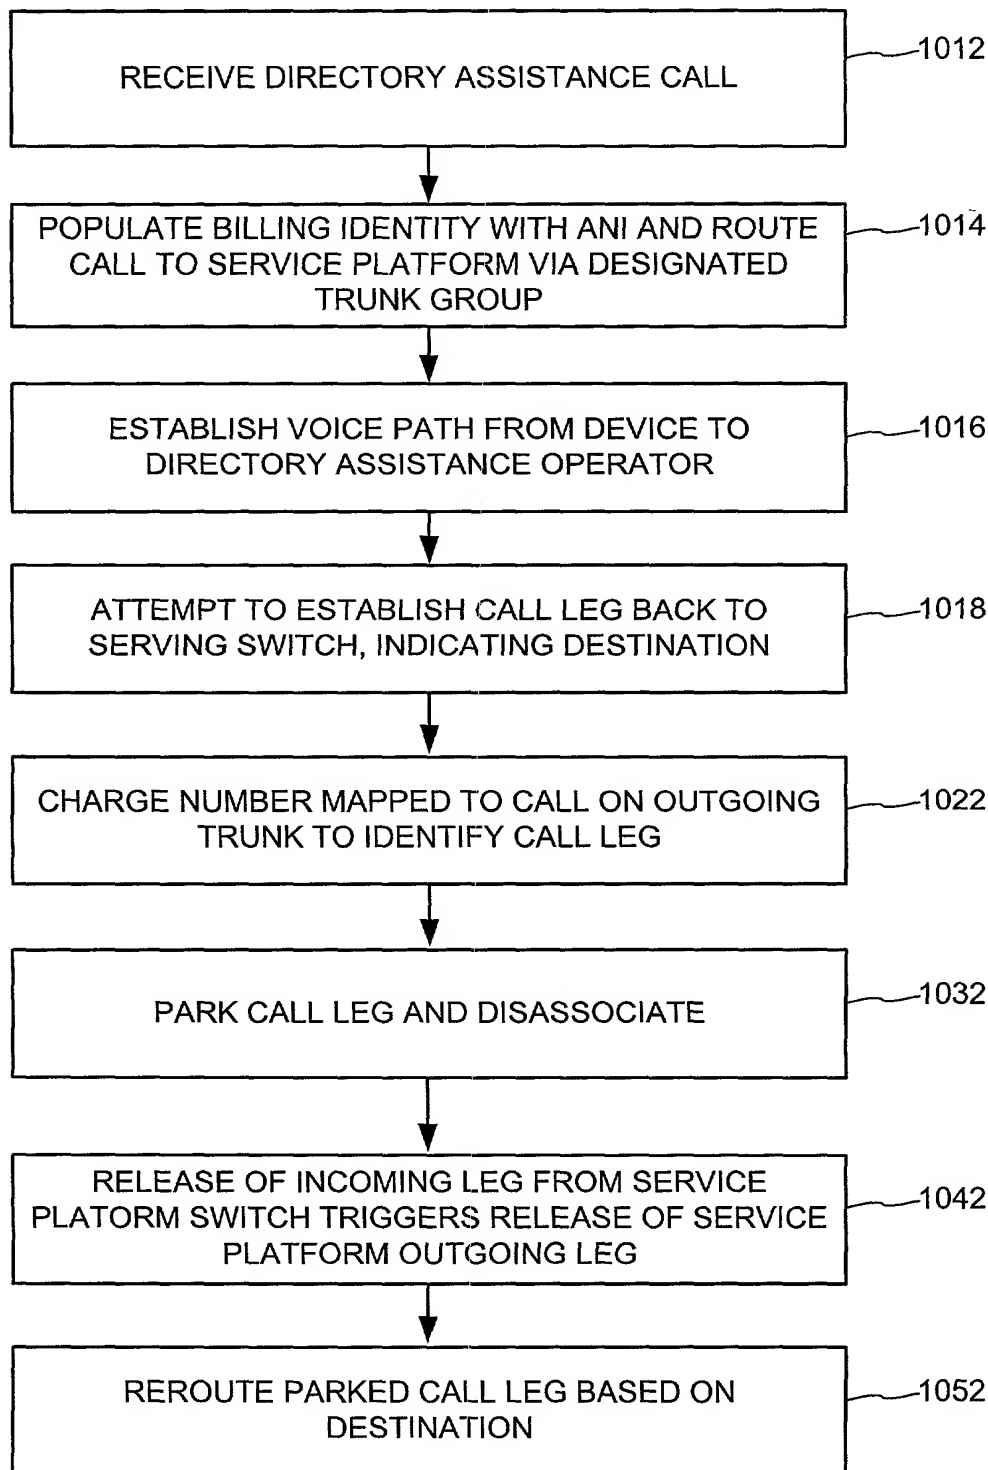 RECEIVE DIRECTORY ASSISTANCE CALL
1012
POPULATE BILLING IDENTITY WITH ANI AND ROUTE
CALL TO SERVICE PLATFORM VIA DESIGNATED
TRUNK GROUP
1014
ESTABLISH VOICE PATH FROM DEVICE TO
DIRECTORY ASSISTANCE OPERATOR
1016
ATTEMPT TO ESTABLISH CALL LEG BACK TO
SERVING SWITCH, INDICATING DESTINATION
1018
CHARGE NUMBER MAPPED TO CALL ON OUTGOING
TRUNK TO IDENTIFY CALL LEG
1022
PARK CALL LEG AND DISASSOCIATE
1032
RELEASE OF INCOMING LEG FROM SERVICE
PLATORM SWITCH TRIGGERS RELEASE OF SERVICE
PLATFORM OUTGOING LEG
1042
REROUTE PARKED CALL LEG BASED ON
DESTINATION
1052